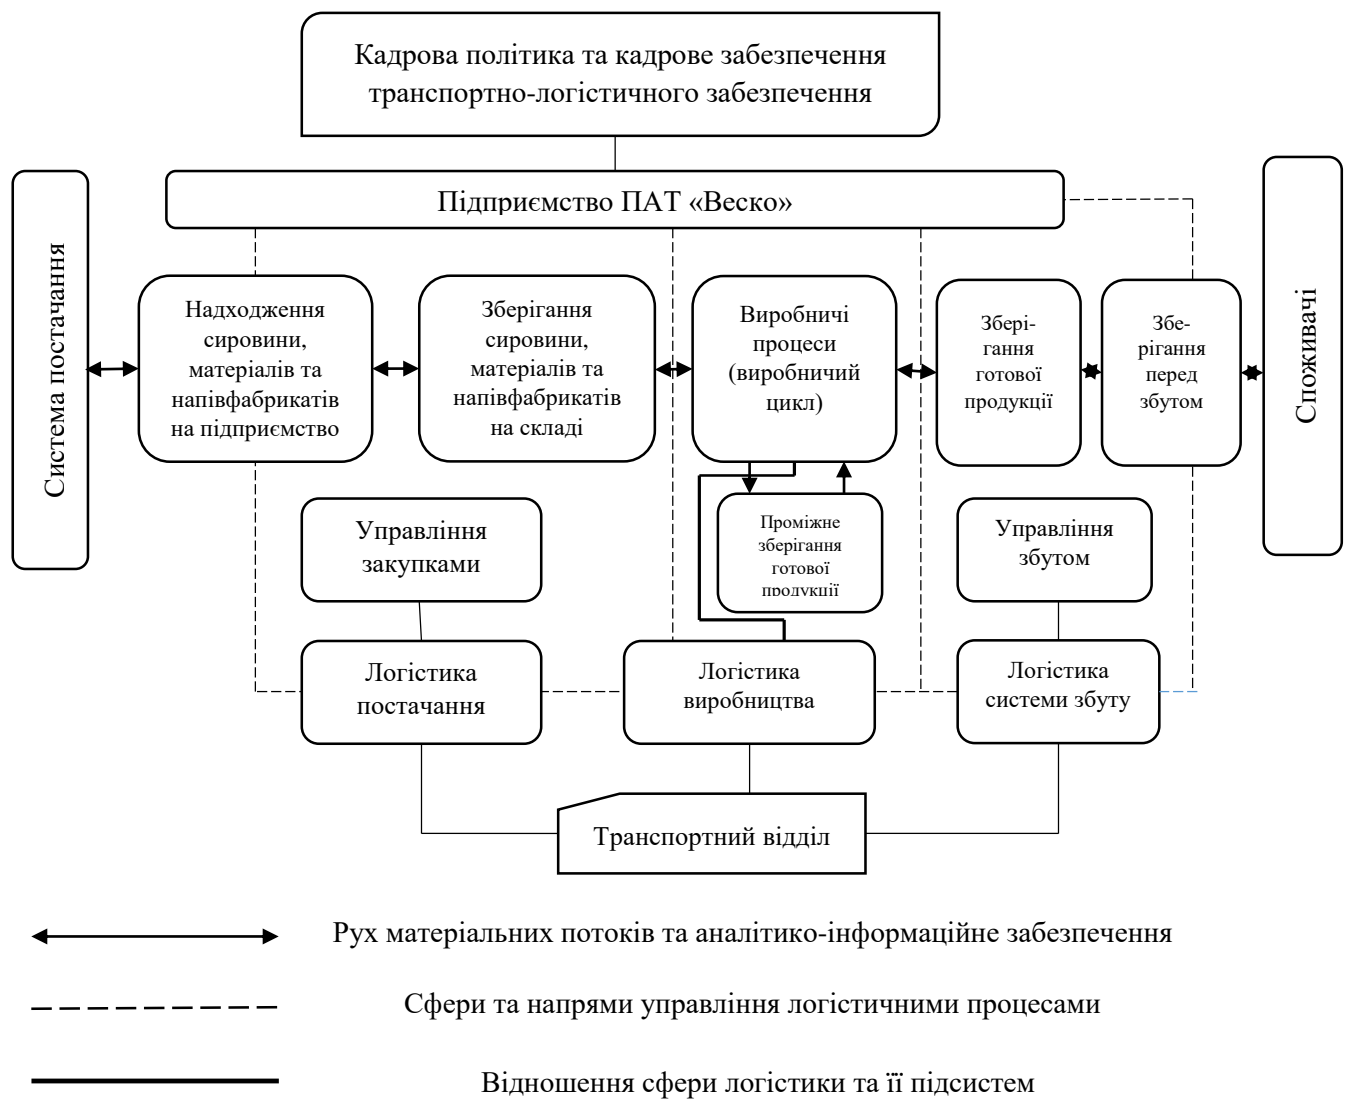 Кадрова політика та кадрове забезпечення
транспортно-логістичного забезпечення
Підприємство ПАТ «Веско»
Система постачання
Надходження
сировини,
матеріалів та
напівфабрикатів
на підприємство
Зберігання
сировини,
матеріалів та
напівфабрикатів
на складі
Виробничі
процеси
(виробничий
цикл)
Збері-
гання
готової
продукції
Збе-
рігання
перед
збутом
Споживачі
Управління
закупками
Проміжне
зберігання
готової
продукції
Управління
збутом
Логістика
постачання
Логістика
виробництва
Логістика
системи збуту
Транспортний відділ
Рух матеріальних потоків та аналітико-інформаційне забезпечення
Сфери та напрями управління логістичними процесами
Відношення сфери логістики та її підсистем